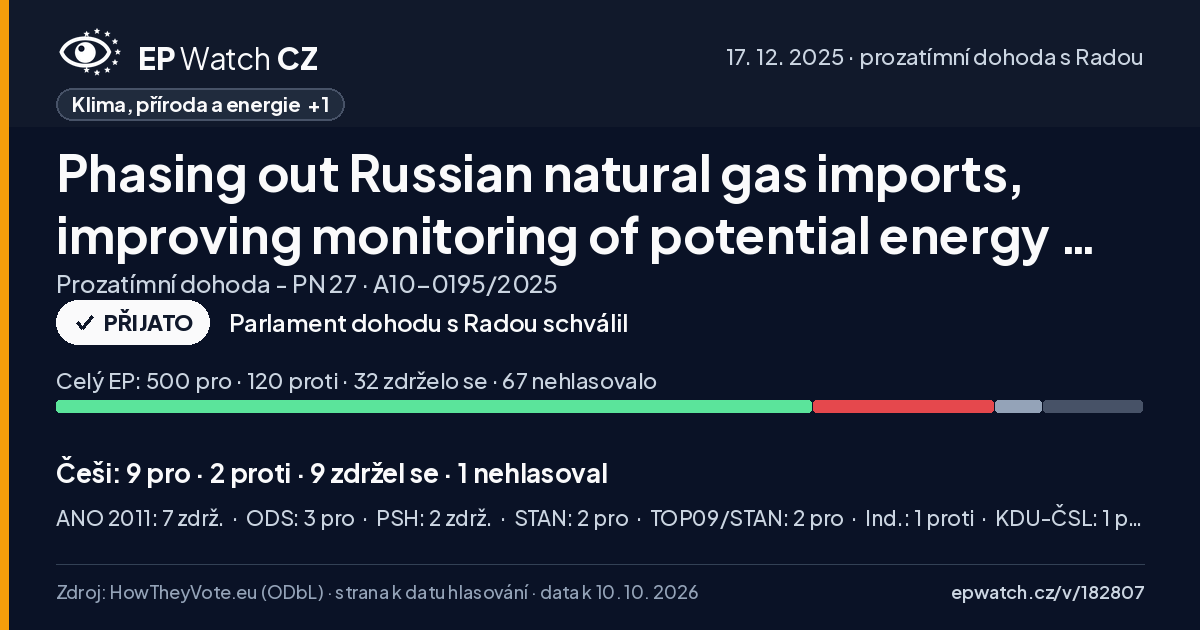 EP Watch CZ
17. 12. 2025 · prozatímní dohoda s Radou
Klima, příroda a energie +1
Phasing out Russian natural gas imports,
improving monitoring of potential energy …
Prozatímní dohoda – PN 27 · A10–0195/2025
✓ PŘIJATO Parlament dohodu s Radou schválil
Celý EP: 500 pro · 120 proti · 32 zdrželo se · 67 nehlasovalo
Češi: 9 pro · 2 proti · 9 zdržel se · 1 nehlasoval
ANO 2011: 7 zdrž. · ODS: 3 pro · PSH: 2 zdrž. · STAN: 2 pro · TOP09/STAN: 2 pro · Ind.: 1 proti · KDU-ČSL: 1 p…
Zdroj: HowTheyVote.eu (ODbL) · strana k datu hlasování · data k 10. 10. 2026
epwatch.cz/v/182807